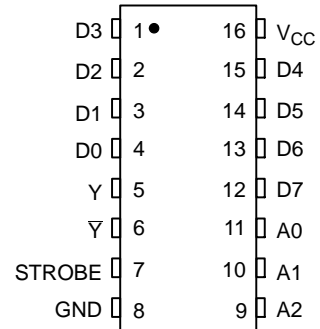 D3 1 16 V_CC
D2 2 15 D4
D1 3 14 D5
D0 4 13 D6
Y 5 12 D7
Y̅ 6 11 A0
STROBE 7 10 A1
GND 8 9 A2